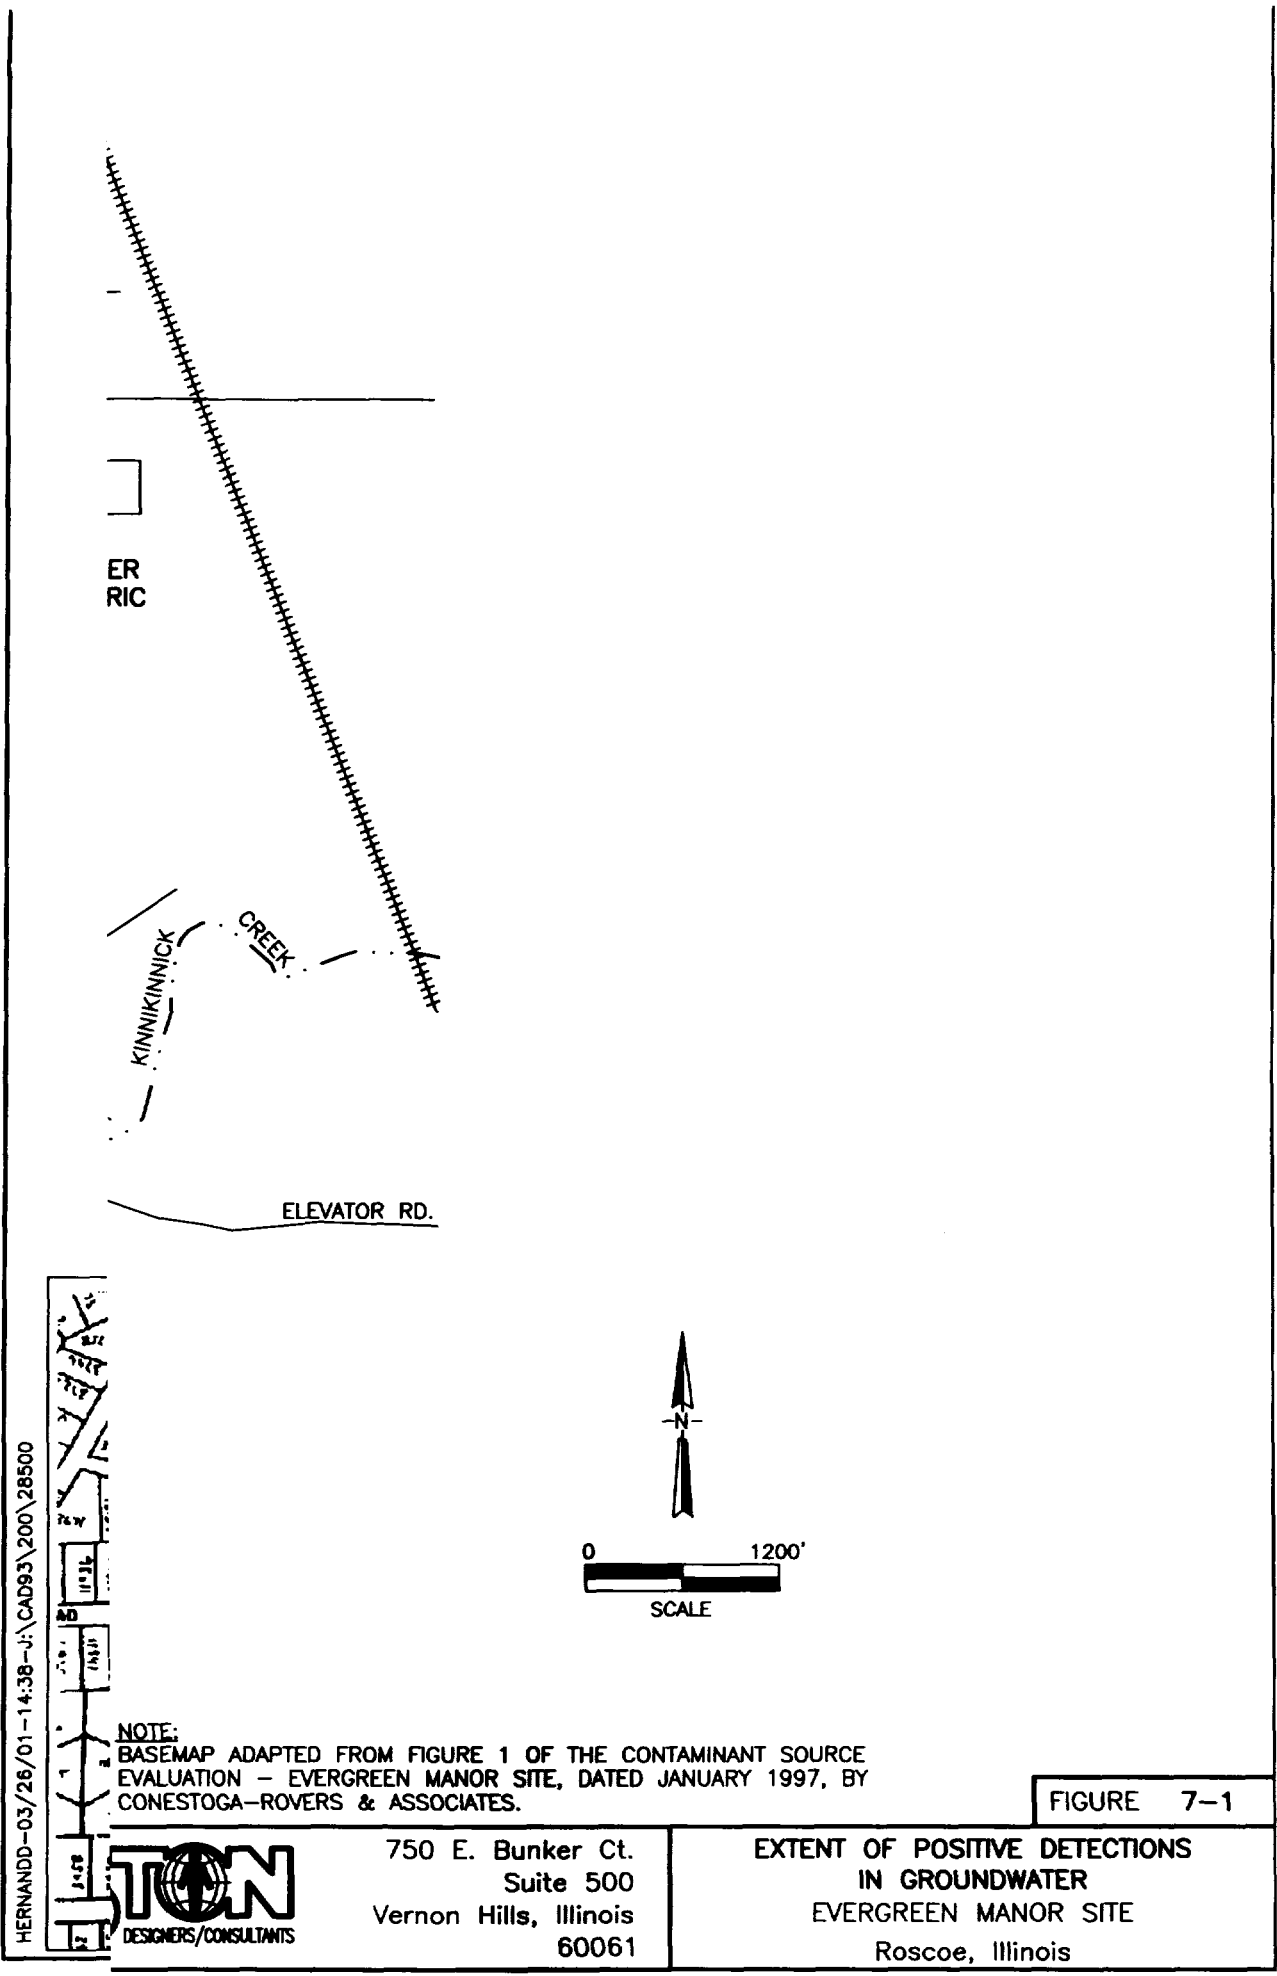 ER
RIC
KINNIKINNICK
CREEK
ELEVATOR RD.
-N-
0 1200'
SCALE
HERNANDD-03/26/01-14:38-J:\CAD93\200\28500
11936
AD
NOTE:
BASEMAP ADAPTED FROM FIGURE 1 OF THE CONTAMINANT SOURCE
EVALUATION - EVERGREEN MANOR SITE, DATED JANUARY 1997, BY
CONESTOGA-ROVERS & ASSOCIATES.
FIGURE 7-1
TON
DESIGNERS/CONSULTANTS
750 E. Bunker Ct.
Suite 500
Vernon Hills, Illinois
60061
EXTENT OF POSITIVE DETECTIONS
IN GROUNDWATER
EVERGREEN MANOR SITE
Roscoe, Illinois